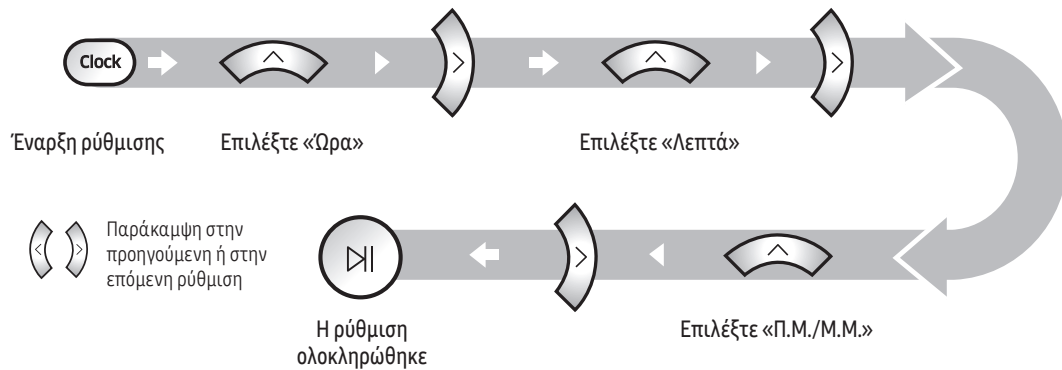 Clock
Έναρξη ρύθμισης
Επιλέξτε «Ώρα»
Επιλέξτε «Λεπτά»
Παράκαμψη στην
προηγούμενη ή στην
επόμενη ρύθμιση
Η ρύθμιση
ολοκληρώθηκε
Επιλέξτε «Π.Μ./Μ.Μ.»